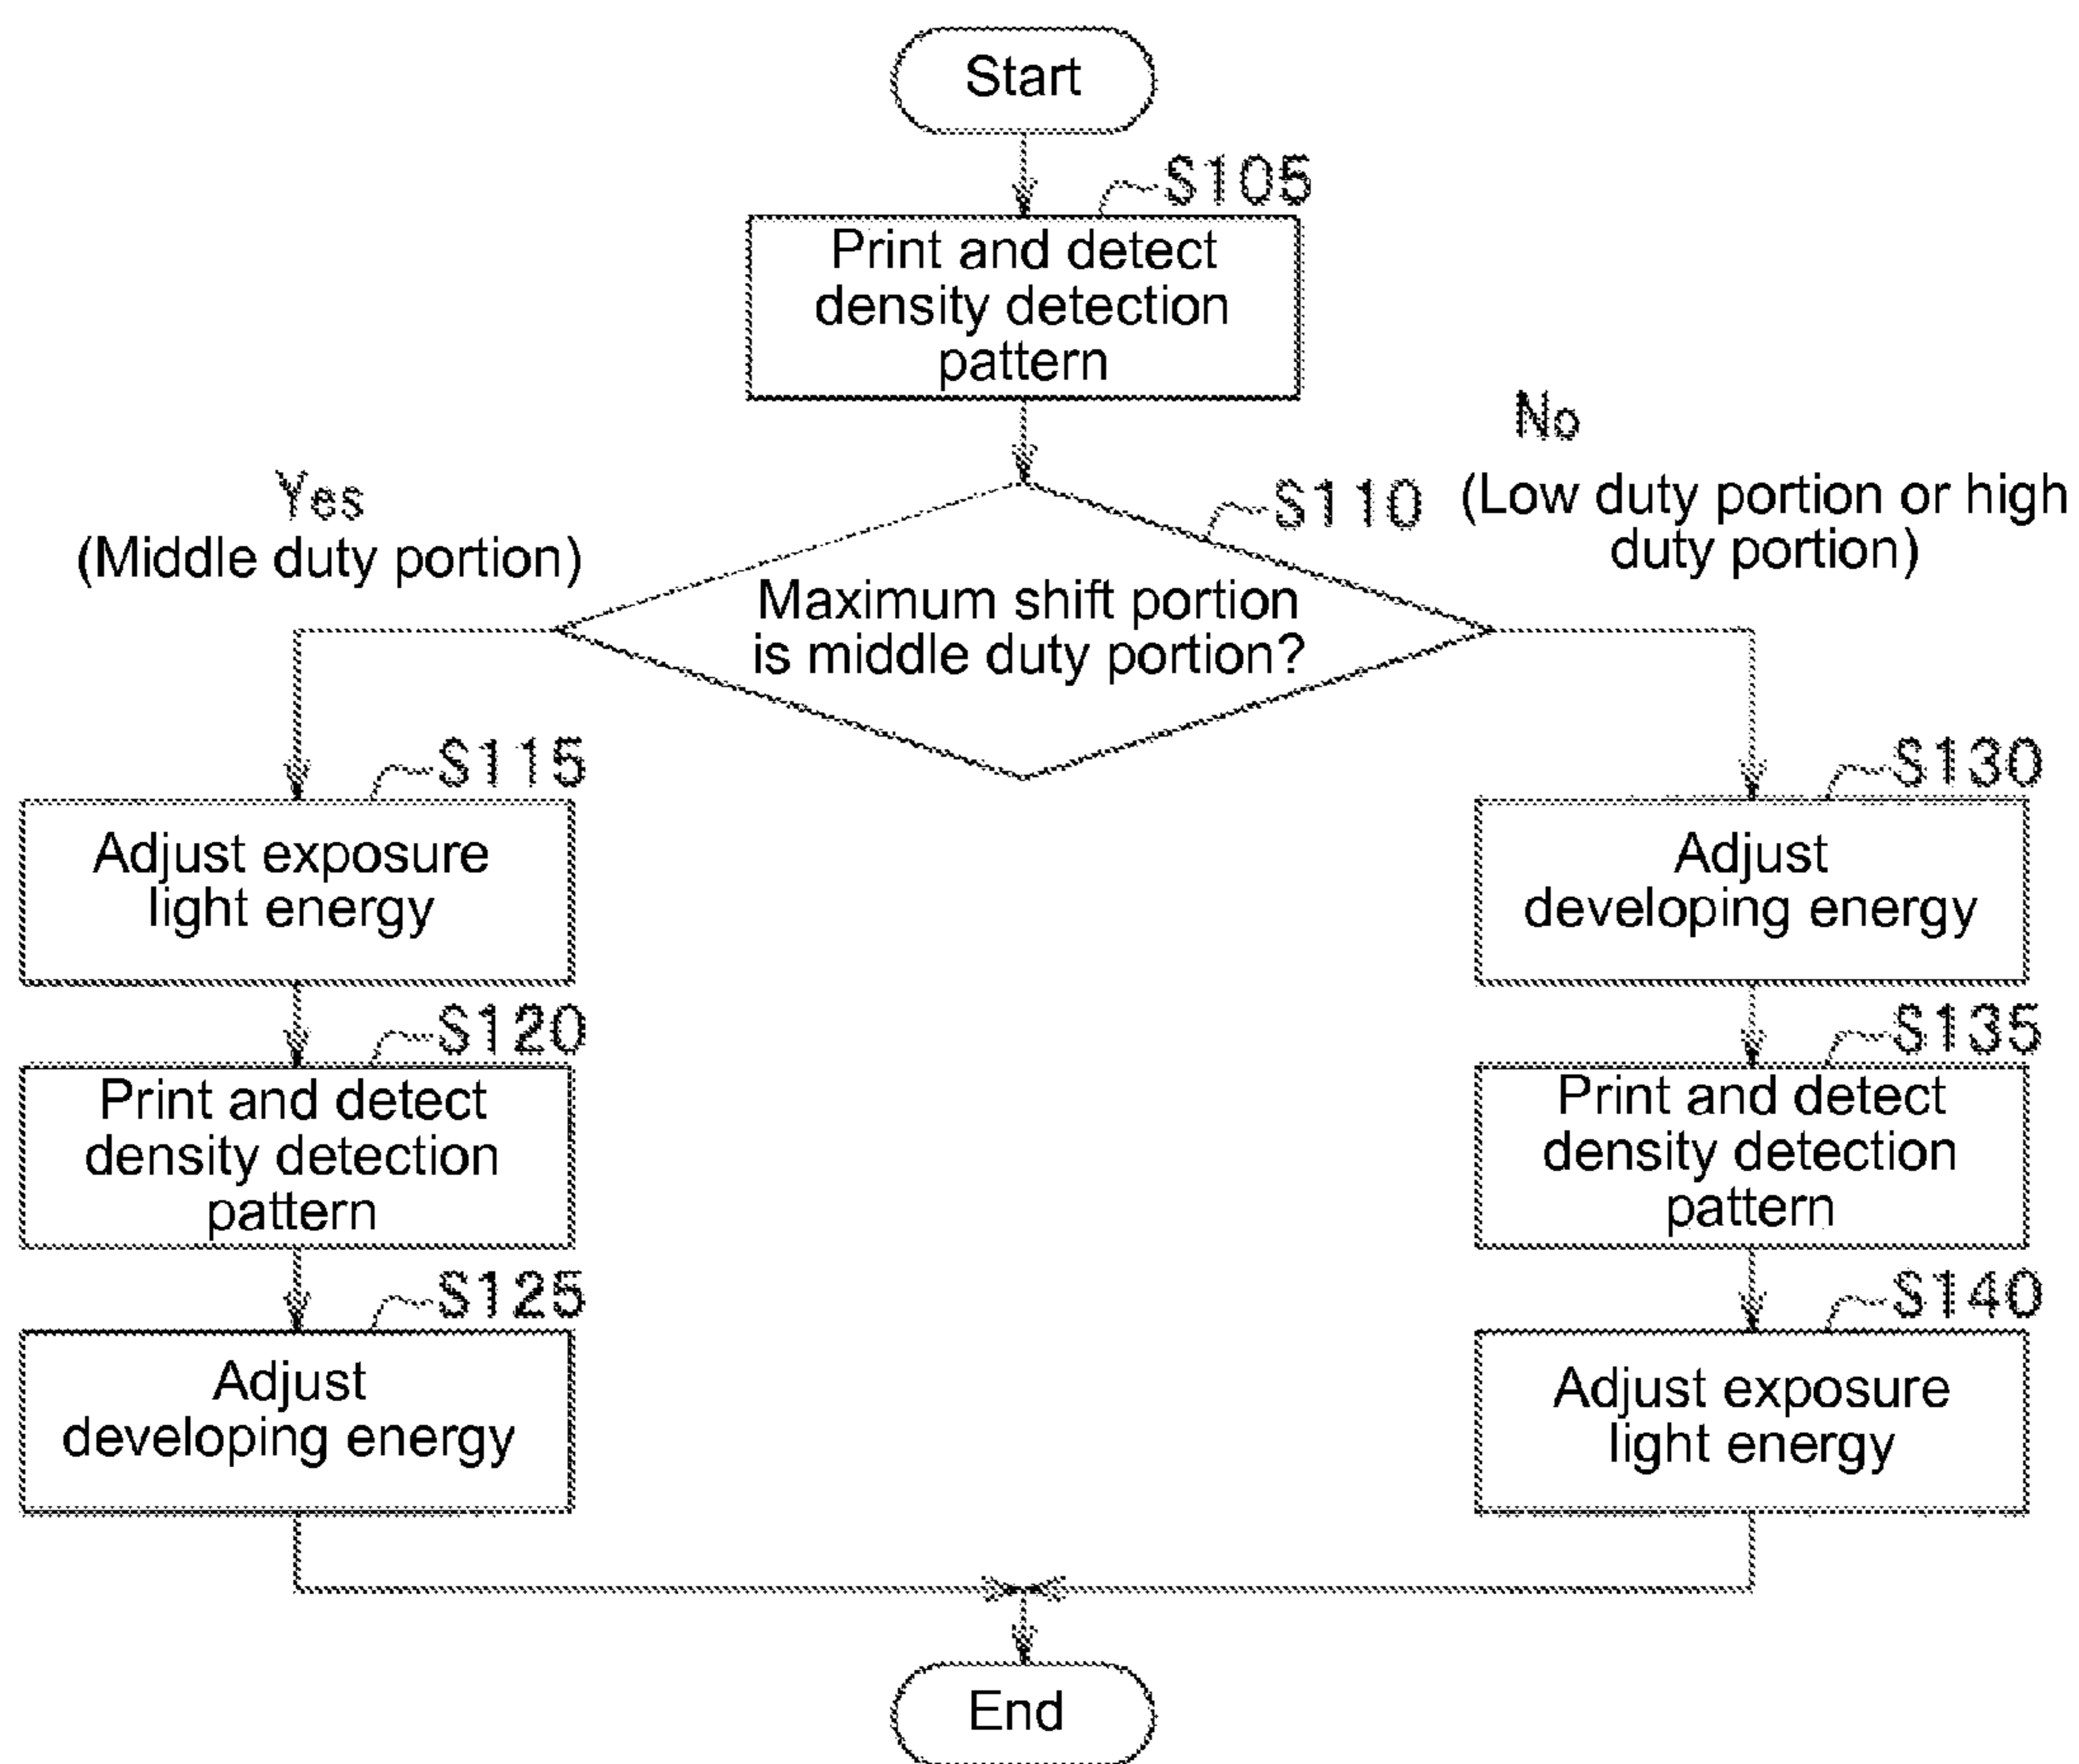 Start
S105
Print and detect
density detection
pattern
No
(Low duty portion or high
duty portion)
Yes
(Middle duty portion)
S110
Maximum shift portion
is middle duty portion?
S115
Adjust exposure
light energy
S120
Print and detect
density detection
pattern
S125
Adjust
developing energy
S130
Adjust
developing energy
S135
Print and detect
density detection
pattern
S140
Adjust exposure
light energy
End